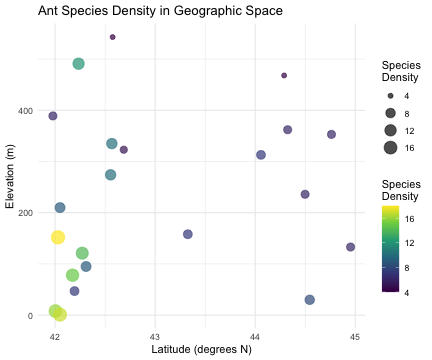 Ant Species Density in Geographic Space
Species
Density
4
8
12
16
Species
Density
16
12
8
4
400
200
0
Elevation (m)
42
43
44
45
Latitude (degrees N)